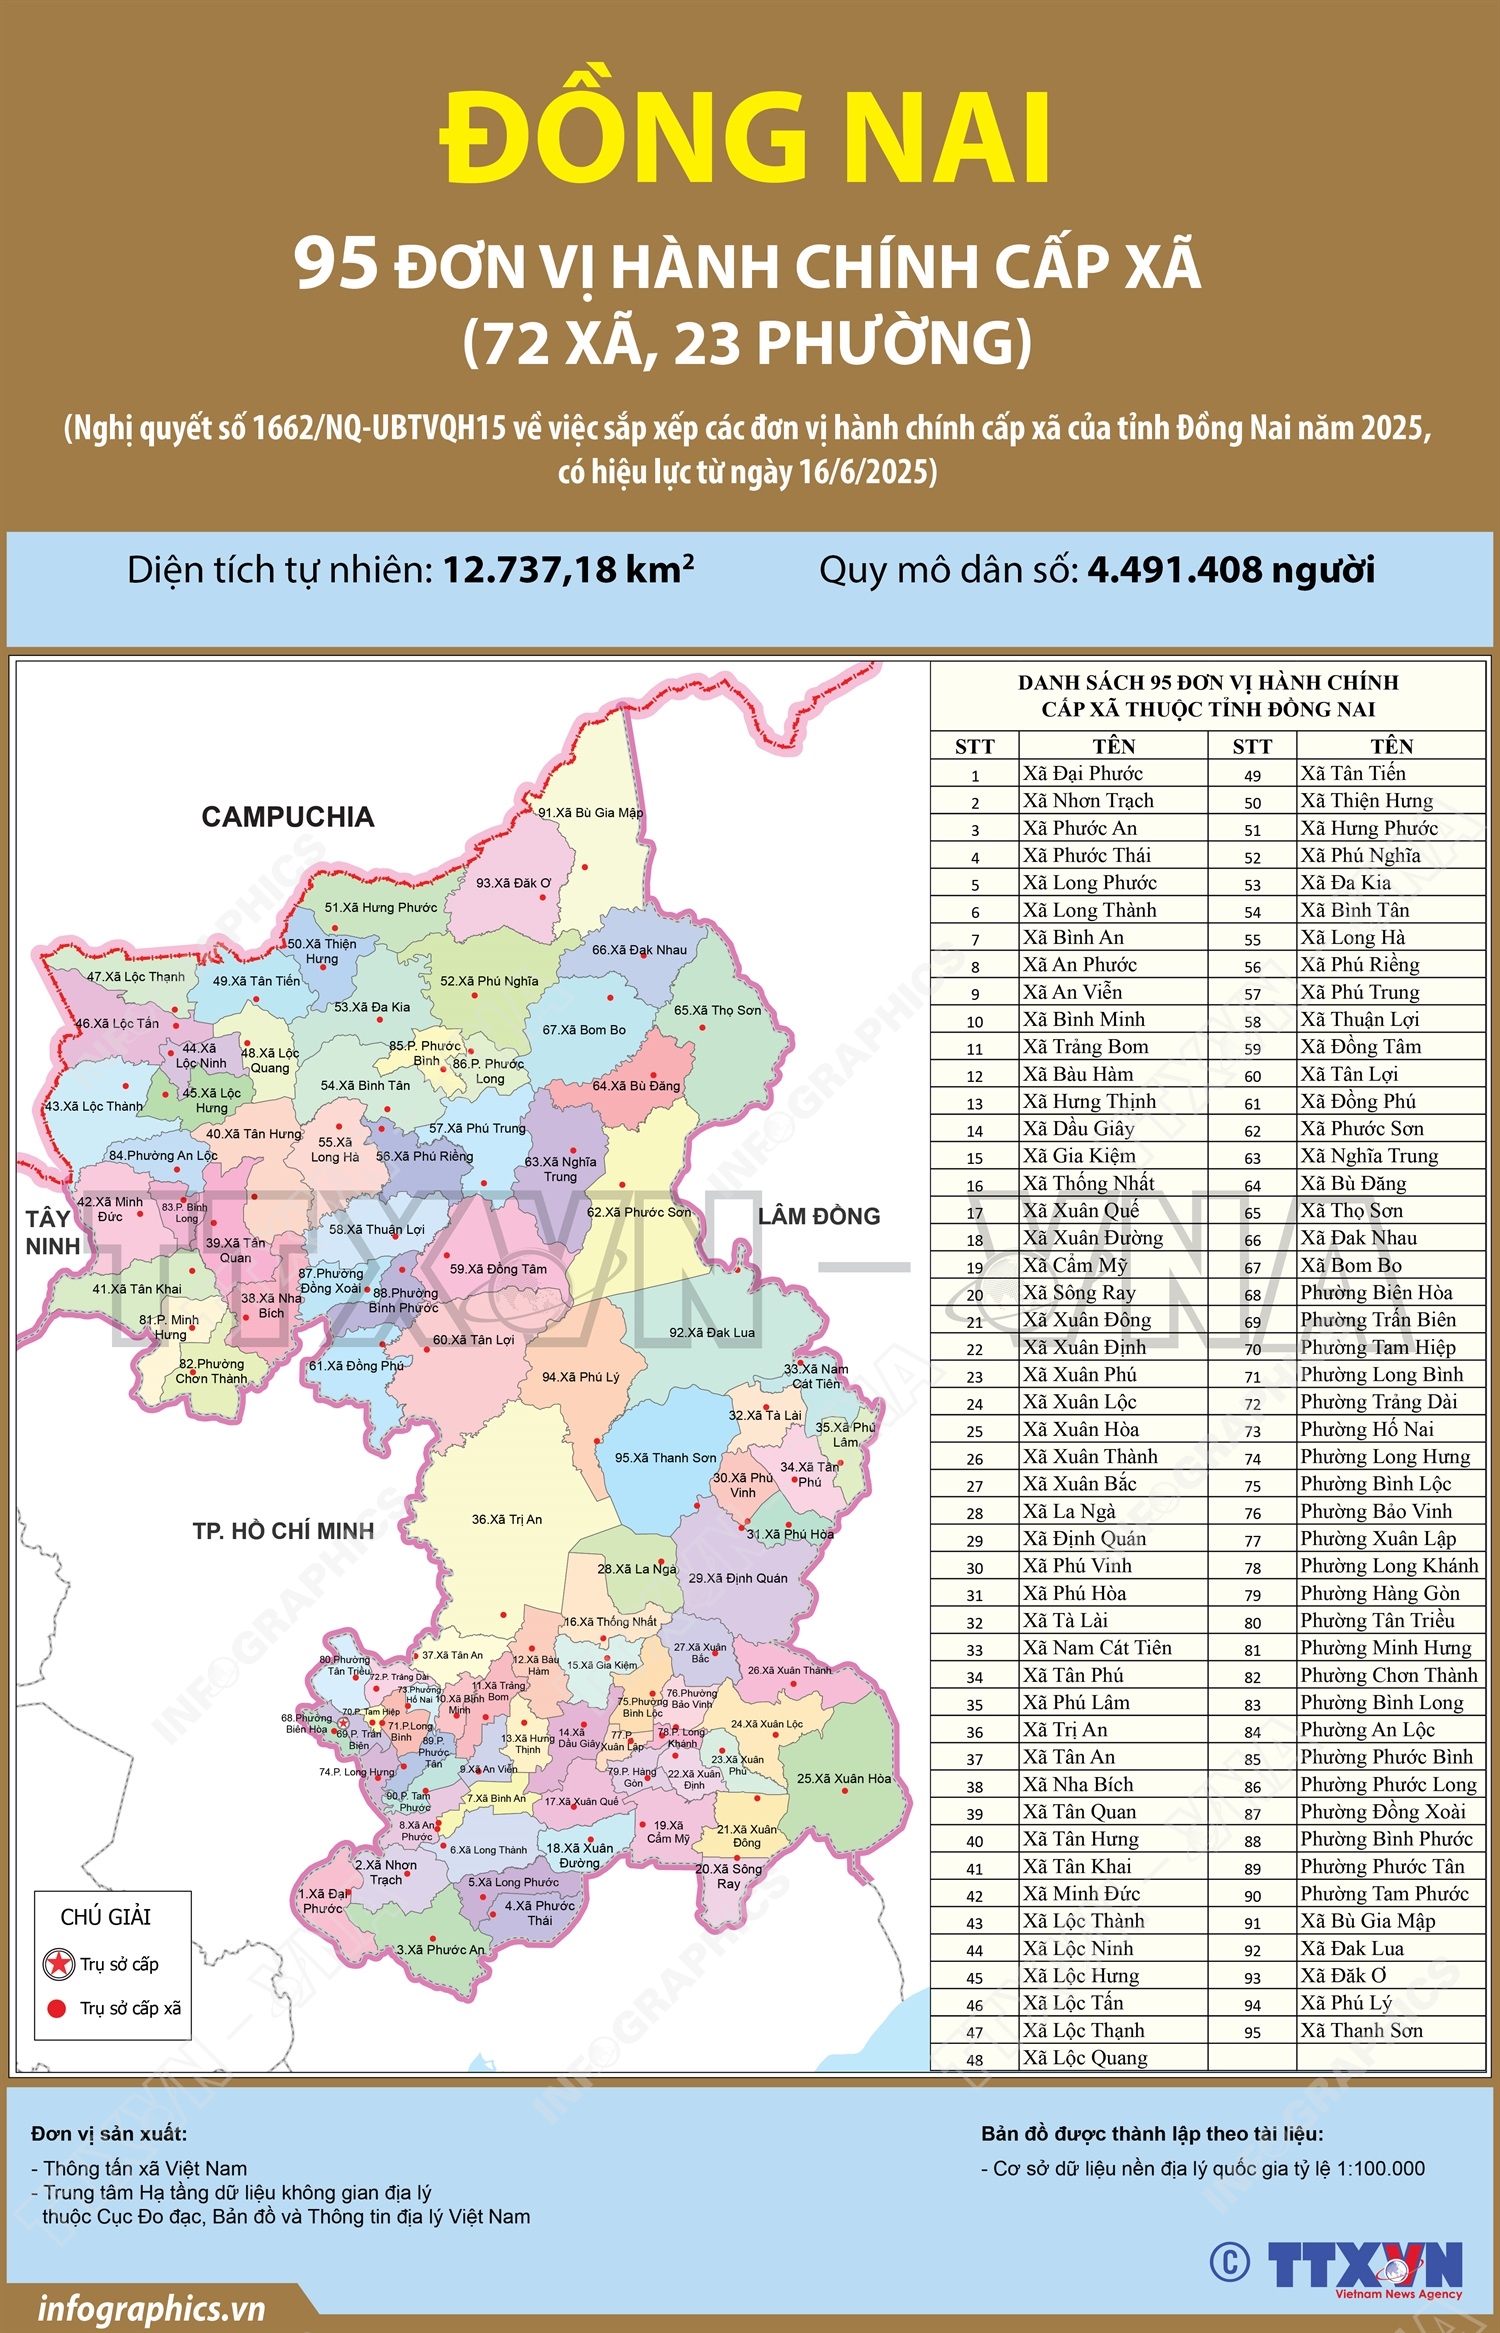 ĐỒNG NAI
95 ĐƠN VỊ HÀNH CHÍNH CẤP XÃ
(72 XÃ, 23 PHƯỜNG)
(Nghị quyết số 1662/NQ-UBTVQH15 về việc sắp xếp các đơn vị hành chính cấp xã của tỉnh Đồng Nai năm 2025,
có hiệu lực từ ngày 16/6/2025)
Diện tích tự nhiên: 12.737,18 km²
Quy mô dân số: 4.491.408 người
CAMPUCHIA
TÂY
NINH
LÂM ĐỒNG
TP. HỒ CHÍ MINH
91.Xã Bù Gia Mập
93.Xã Đăk Ơ
51.Xã Hưng Phước
50.Xã Thiện
Hưng
66.Xã Đạk Nhau
47.Xã Lộc Thạnh
49.Xã Tân Tiến
52.Xã Phú Nghĩa
53.Xã Đa Kia
65.Xã Thọ Sơn
46.Xã Lộc Tấn
67.Xã Bom Bo
44.Xã
Lộc Ninh
48.Xã Lộc
Quang
85.P. Phước
Bình
86.P. Phước
Long
54.Xã Bình Tân
64.Xã Bù Đăng
43.Xã Lộc Thành
45.Xã Lộc
Hưng
40.Xã Tân Hưng
55.Xã
Long Hà
57.Xã Phú Trung
56.Xã Phú Riềng
84.Phường An Lộc
63.Xã Nghĩa
Trung
42.Xã Minh
Đức
83.P. Bình
Long
62.Xã Phước Sơn
58.Xã Thuận Lợi
39.Xã Tân
Quan
59.Xã Đồng Tâm
41.Xã Tân Khai
87.Phường
Đồng Xoài
88.Phường
Bình Phước
38.Xã Nha
Bích
81.P. Minh
Hưng
60.Xã Tân Lợi
92.Xã Đak Lua
82.Phường
Chơn Thành
61.Xã Đồng Phú
94.Xã Phú Lý
33.Xã Nam
Cát Tiên
32.Xã Tà Lài
35.Xã Phú
Lâm
95.Xã Thanh Sơn
30.Xã Phú
Vinh
34.Xã Tân
Phú
36.Xã Trị An
31.Xã Phú Hòa
28.Xã La Ngà
29.Xã Định Quán
16.Xã Thống Nhất
37.Xã Tân An
12.Xã Bàu
Hàm
15.Xã Gia Kiệm
27.Xã Xuân
Bắc
26.Xã Xuân Thành
80.Phường
Tân Triều
72.P. Trảng Dài
73.Phường
Hố Nai
11.Xã Trảng
Bom
10.Xã Bình
Minh
75.Phường
Bình Lộc
76.Phường
Bảo Vinh
68.Phường
Biên Hòa
70.P. Tam Hiệp
69.P. Trấn
Biên
71.P.Long
Bình
89.P.
Phước
Tân
13.Xã Hưng
Thịnh
14.Xã
Dầu Giây
77.P.
Xuân Lập
78.P. Long
Khánh
24.Xã Xuân Lộc
74.P. Long Hưng
9.Xã An Viễn
79.P. Hàng
Gòn
22.Xã Xuân
Định
23.Xã Xuân
Phú
25.Xã Xuân Hòa
90.P. Tam
Phước
7.Xã Bình An
17.Xã Xuân Quế
8.Xã An
Phước
19.Xã
Cẩm Mỹ
21.Xã Xuân
Đông
6.Xã Long Thành
18.Xã Xuân
Đường
2.Xã Nhơn
Trạch
20.Xã Sông
Ray
5.Xã Long Phước
1.Xã Đại
Phước
4.Xã Phước
Thái
3.Xã Phước An
CHÚ GIẢI
Trụ sở cấp
Trụ sở cấp xã
DANH SÁCH 95 ĐƠN VỊ HÀNH CHÍNH
CẤP XÃ THUỘC TỈNH ĐỒNG NAI
STT TÊN STT TÊN
1 Xã Đại Phước 49 Xã Tân Tiến
2 Xã Nhơn Trạch 50 Xã Thiện Hưng
3 Xã Phước An 51 Xã Hưng Phước
4 Xã Phước Thái 52 Xã Phú Nghĩa
5 Xã Long Phước 53 Xã Đa Kia
6 Xã Long Thành 54 Xã Bình Tân
7 Xã Bình An 55 Xã Long Hà
8 Xã An Phước 56 Xã Phú Riềng
9 Xã An Viễn 57 Xã Phú Trung
10 Xã Bình Minh 58 Xã Thuận Lợi
11 Xã Trảng Bom 59 Xã Đồng Tâm
12 Xã Bàu Hàm 60 Xã Tân Lợi
13 Xã Hưng Thịnh 61 Xã Đồng Phú
14 Xã Dầu Giây 62 Xã Phước Sơn
15 Xã Gia Kiệm 63 Xã Nghĩa Trung
16 Xã Thống Nhất 64 Xã Bù Đăng
17 Xã Xuân Quế 65 Xã Thọ Sơn
18 Xã Xuân Đường 66 Xã Đak Nhau
19 Xã Cẩm Mỹ 67 Xã Bom Bo
20 Xã Sông Ray 68 Phường Biên Hòa
21 Xã Xuân Đông 69 Phường Trấn Biên
22 Xã Xuân Định 70 Phường Tam Hiệp
23 Xã Xuân Phú 71 Phường Long Bình
24 Xã Xuân Lộc 72 Phường Trảng Dài
25 Xã Xuân Hòa 73 Phường Hố Nai
26 Xã Xuân Thành 74 Phường Long Hưng
27 Xã Xuân Bắc 75 Phường Bình Lộc
28 Xã La Ngà 76 Phường Bảo Vinh
29 Xã Định Quán 77 Phường Xuân Lập
30 Xã Phú Vinh 78 Phường Long Khánh
31 Xã Phú Hòa 79 Phường Hàng Gòn
32 Xã Tà Lài 80 Phường Tân Triều
33 Xã Nam Cát Tiên 81 Phường Minh Hưng
34 Xã Tân Phú 82 Phường Chơn Thành
35 Xã Phú Lâm 83 Phường Bình Long
36 Xã Trị An 84 Phường An Lộc
37 Xã Tân An 85 Phường Phước Bình
38 Xã Nha Bích 86 Phường Phước Long
39 Xã Tân Quan 87 Phường Đồng Xoài
40 Xã Tân Hưng 88 Phường Bình Phước
41 Xã Tân Khai 89 Phường Phước Tân
42 Xã Minh Đức 90 Phường Tam Phước
43 Xã Lộc Thành 91 Xã Bù Gia Mập
44 Xã Lộc Ninh 92 Xã Đak Lua
45 Xã Lộc Hưng 93 Xã Đăk Ơ
46 Xã Lộc Tấn 94 Xã Phú Lý
47 Xã Lộc Thạnh 95 Xã Thanh Sơn
48 Xã Lộc Quang
TTXVN — VNA
Đơn vị sản xuất:
- Thông tấn xã Việt Nam
- Trung tâm Hạ tầng dữ liệu không gian địa lý
thuộc Cục Đo đạc, Bản đồ và Thông tin địa lý Việt Nam
Bản đồ được thành lập theo tài liệu:
- Cơ sở dữ liệu nền địa lý quốc gia tỷ lệ 1:100.000
© TTXVN
Vietnam News Agency
infographics.vn